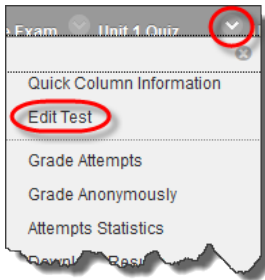 Exam Unit 1 Quiz
Quick Column Information
Edit Test
Grade Attempts
Grade Anonymously
Attempts Statistics